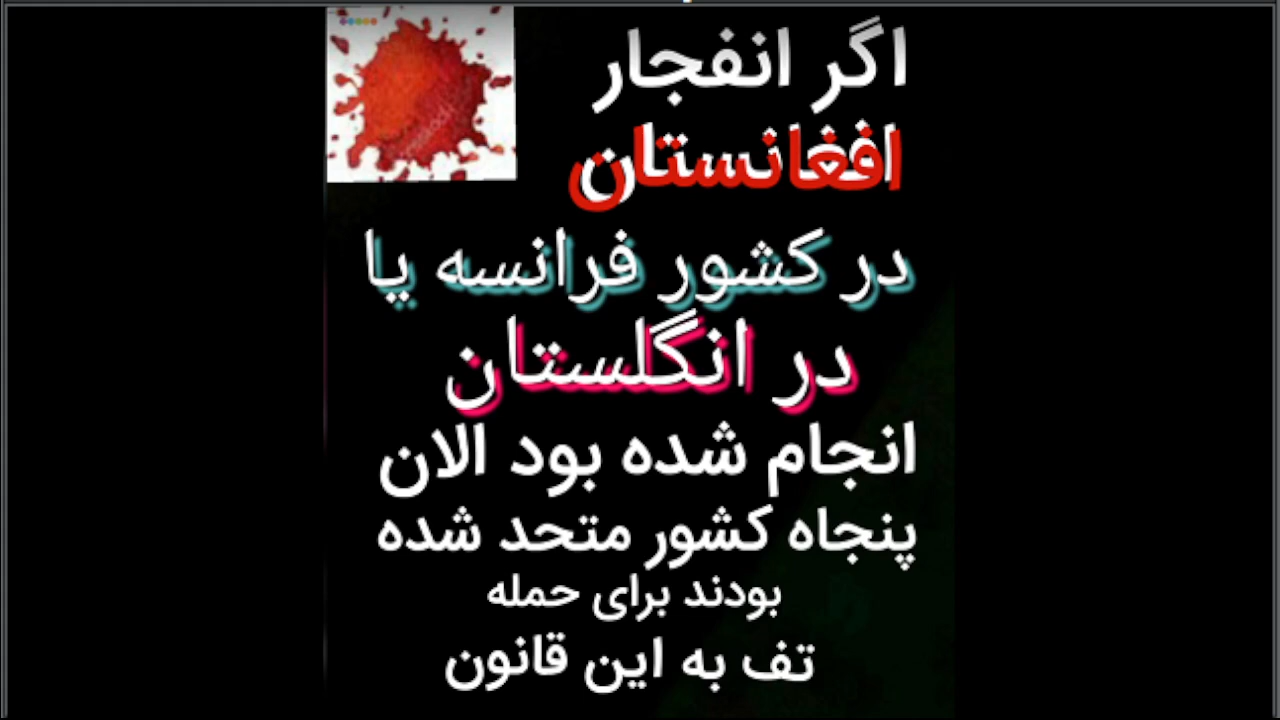 اگر انفجار
افغانستان
در کشور فرانسه یا
در انگلستان
انجام شده بود الان
پنجاه کشور متحد شده
بودند برای حمله
تف به این قانون